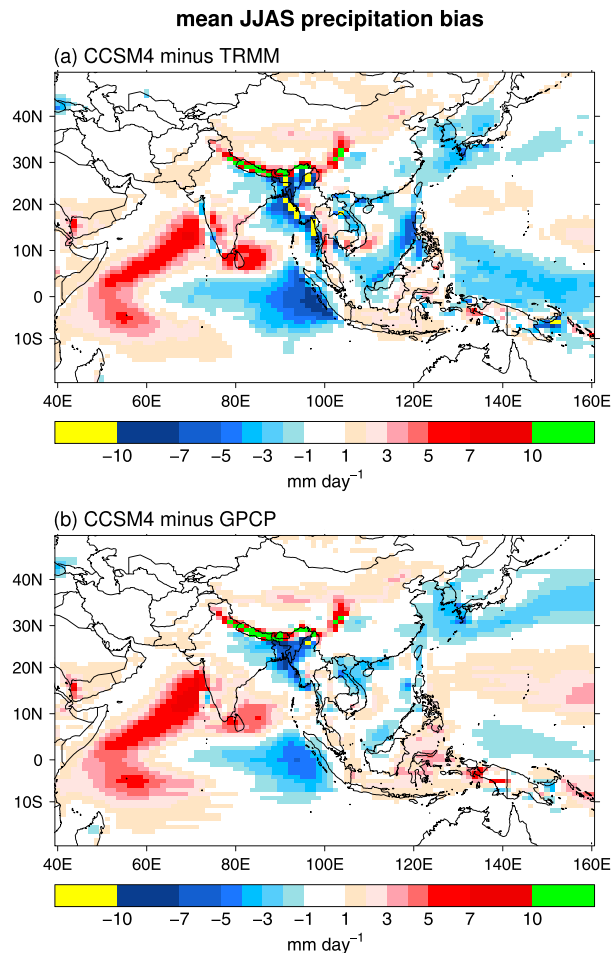 mean JJAS precipitation bias
(a) CCSM4 minus TRMM
40N
30N
20N
10N
0
10S
40E 60E 80E 100E 120E 140E 160E
−10 −7 −5 −3 −1 1 3 5 7 10
mm day⁻¹
(b) CCSM4 minus GPCP
40N
30N
20N
10N
0
10S
40E 60E 80E 100E 120E 140E 160E
−10 −7 −5 −3 −1 1 3 5 7 10
mm day⁻¹